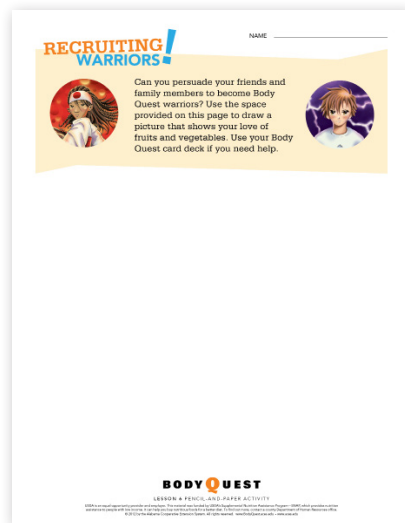 NAME
RECRUITING
WARRIORS!
Can you persuade your friends and
family members to become Body
Quest warriors? Use the space
provided on this page to draw a
picture that shows your love of
fruits and vegetables. Use your Body
Quest card deck if you need help.
BODY QUEST
LESSON 6 PENCIL-AND-PAPER ACTIVITY